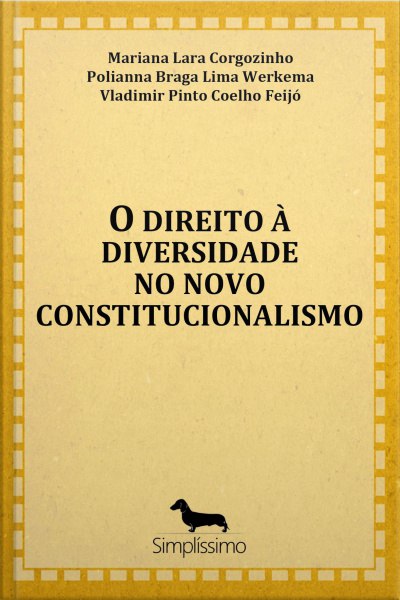 Mariana Lara Corgozinho
Polianna Braga Lima Werkema
Vladimir Pinto Coelho Feijó
O DIREITO À
DIVERSIDADE
NO NOVO
CONSTITUCIONALISMO
Simplíssimo